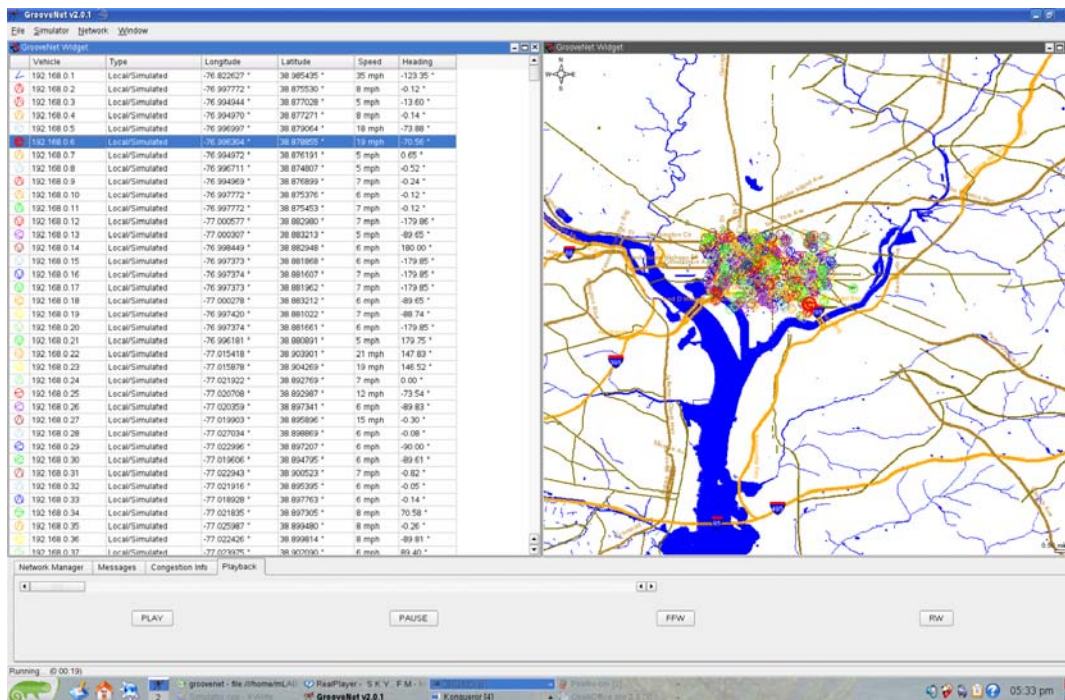 GrooveNet v2.0.1
File Simulator Network Window
GrooveNet Widget
Vehicle Type Longitude Latitude Speed Heading
192.168.0.1 Local/Simulated -76.822627 ° 38.985435 ° 35 mph -123.35 °
192.168.0.2 Local/Simulated -76.997772 ° 38.875530 ° 8 mph -0.12 °
192.168.0.3 Local/Simulated -76.994944 ° 38.877028 ° 5 mph -13.60 °
192.168.0.4 Local/Simulated -76.994970 ° 38.877271 ° 8 mph -0.14 °
192.168.0.5 Local/Simulated -76.996997 ° 38.879064 ° 18 mph -73.88 °
192.168.0.6 Local/Simulated -76.996304 ° 38.878855 ° 19 mph -70.56 °
192.168.0.7 Local/Simulated -76.994972 ° 38.876191 ° 5 mph 0.65 °
192.168.0.8 Local/Simulated -76.996711 ° 38.874807 ° 5 mph -0.52 °
192.168.0.9 Local/Simulated -76.994969 ° 38.876899 ° 7 mph -0.24 °
192.168.0.10 Local/Simulated -76.997772 ° 38.875376 ° 6 mph -0.12 °
192.168.0.11 Local/Simulated -76.997772 ° 38.875453 ° 7 mph -0.12 °
192.168.0.12 Local/Simulated -77.000577 ° 38.882980 ° 7 mph -179.86 °
192.168.0.13 Local/Simulated -77.000307 ° 38.883213 ° 5 mph -89.65 °
192.168.0.14 Local/Simulated -76.998449 ° 38.882948 ° 6 mph 180.00 °
192.168.0.15 Local/Simulated -76.997373 ° 38.881868 ° 6 mph -179.85 °
192.168.0.16 Local/Simulated -76.997374 ° 38.881607 ° 7 mph -179.85 °
192.168.0.17 Local/Simulated -76.997373 ° 38.881962 ° 7 mph -179.85 °
192.168.0.18 Local/Simulated -77.000278 ° 38.883212 ° 6 mph -89.65 °
192.168.0.19 Local/Simulated -76.997420 ° 38.881022 ° 7 mph -88.74 °
192.168.0.20 Local/Simulated -76.997374 ° 38.881661 ° 6 mph -179.85 °
192.168.0.21 Local/Simulated -76.996181 ° 38.880891 ° 5 mph 179.75 °
192.168.0.22 Local/Simulated -77.015418 ° 38.903901 ° 21 mph 147.83 °
192.168.0.23 Local/Simulated -77.015878 ° 38.904269 ° 19 mph 146.52 °
192.168.0.24 Local/Simulated -77.021922 ° 38.892769 ° 7 mph 0.00 °
192.168.0.25 Local/Simulated -77.020708 ° 38.892987 ° 12 mph -73.54 °
192.168.0.26 Local/Simulated -77.020359 ° 38.897341 ° 6 mph -89.83 °
192.168.0.27 Local/Simulated -77.019903 ° 38.895896 ° 15 mph -0.30 °
192.168.0.28 Local/Simulated -77.027034 ° 38.898869 ° 6 mph -0.08 °
192.168.0.29 Local/Simulated -77.022996 ° 38.897207 ° 6 mph -90.00 °
192.168.0.30 Local/Simulated -77.019606 ° 38.894795 ° 6 mph -89.61 °
192.168.0.31 Local/Simulated -77.022943 ° 38.900523 ° 7 mph -0.82 °
192.168.0.32 Local/Simulated -77.021916 ° 38.895395 ° 6 mph -0.05 °
192.168.0.33 Local/Simulated -77.018928 ° 38.897763 ° 6 mph -0.14 °
192.168.0.34 Local/Simulated -77.021835 ° 38.897305 ° 8 mph 70.58 °
192.168.0.35 Local/Simulated -77.025987 ° 38.899480 ° 8 mph -0.26 °
192.168.0.36 Local/Simulated -77.022426 ° 38.899814 ° 8 mph -89.81 °
192.168.0.37 Local/Simulated -77.023975 ° 38.902090 ° 6 mph 89.40 °
GrooveNet Widget
N
W E
S
495
95
Network Manager Messages Congestion Info Playback
PLAY PAUSE FFW RW
Running... (0:00:19)
2
groovenet - file:///home/mLAB
RealPlayer - S K Y . F M -
GrooveNet v2.0.1
Konqueror [4]
05:33 pm